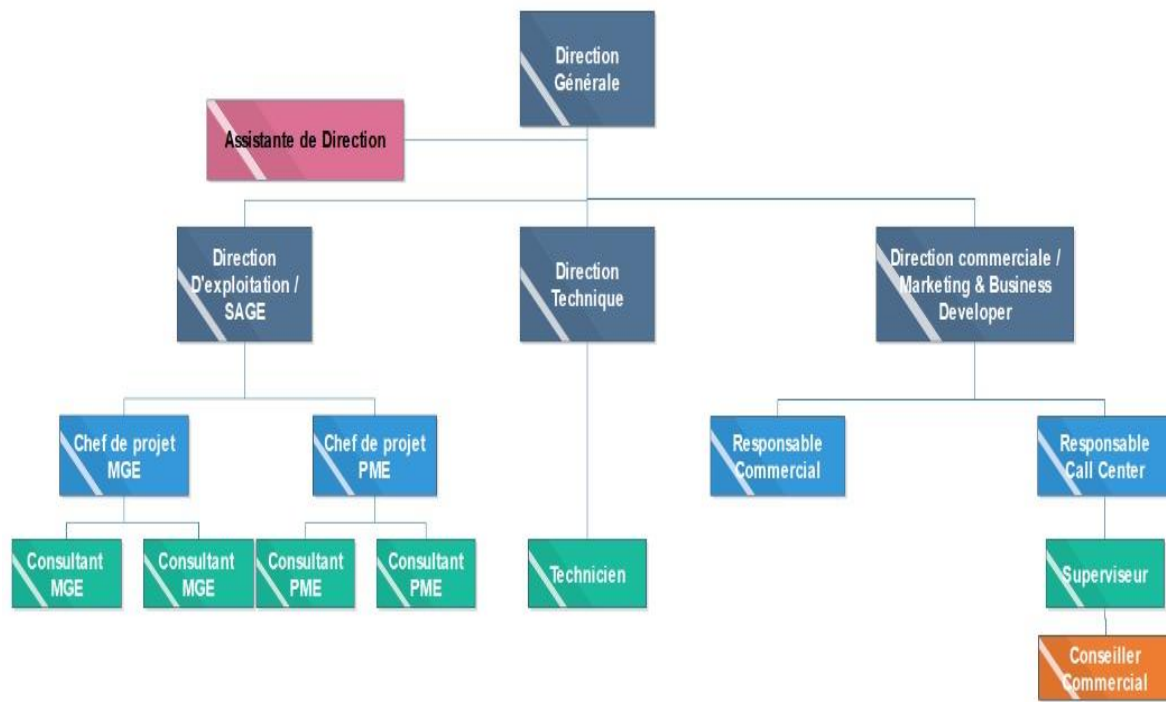 Direction
Générale
Assistante de Direction
Direction
D'exploitation /
SAGE
Direction
Technique
Direction commerciale /
Marketing & Business
Developer
Chef de projet
MGE
Chef de projet
PME
Responsable
Commercial
Responsable
Call Center
Consultant
MGE
Consultant
MGE
Consultant
PME
Consultant
PME
Technicien
Superviseur
Conseiller
Commercial